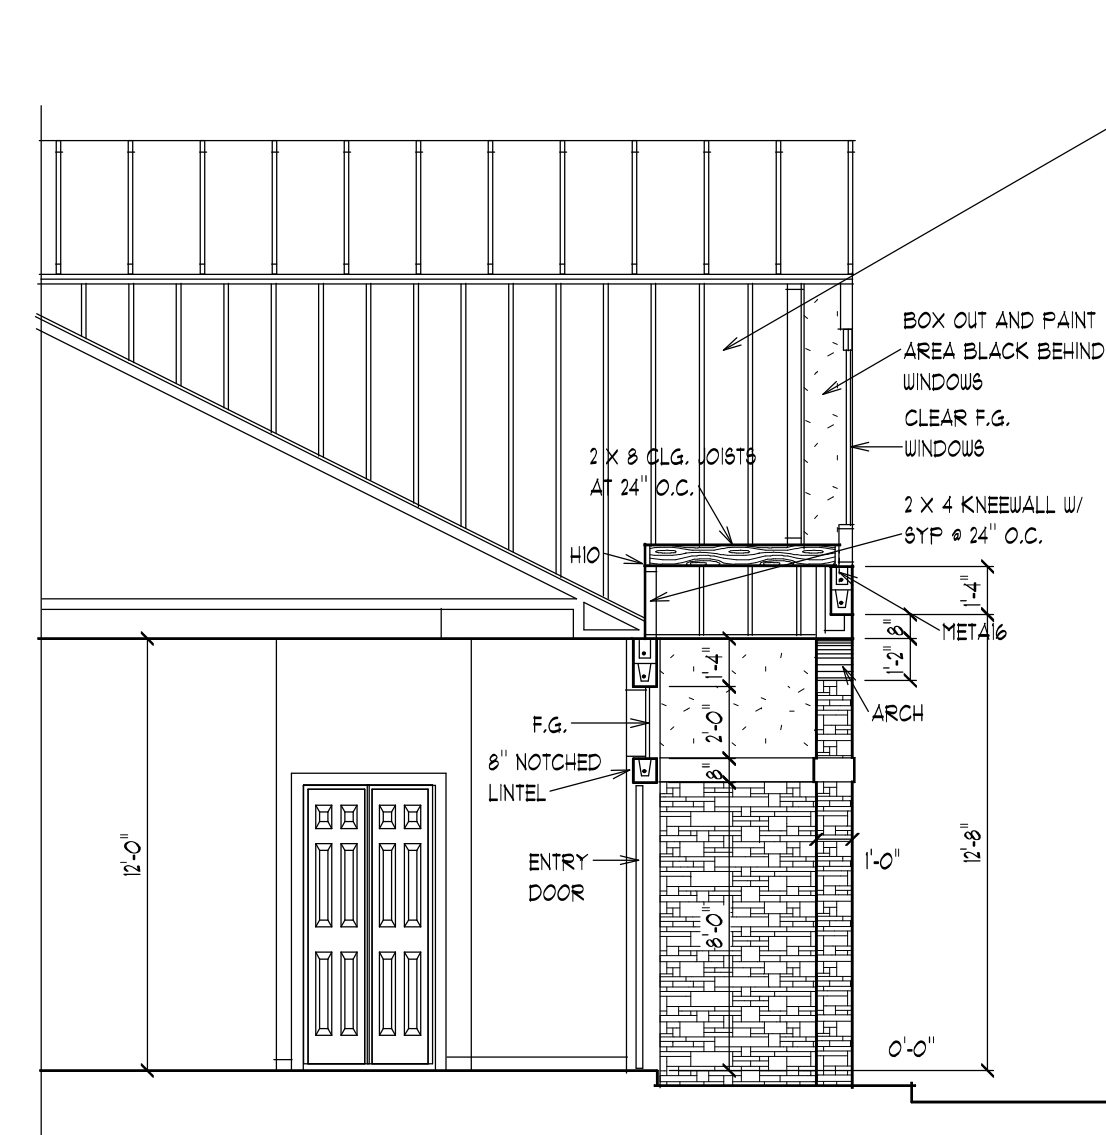 BOX OUT AND PAINT
AREA BLACK BEHIND
WINDOWS
CLEAR F.G.
WINDOWS
2 X 8 CLG. JOISTS
AT 24" O.C.
2 X 4 KNEEWALL W/
SYP @ 24" O.C.
H10
1'-4"
8"
META16
1'-4"
1'-2"
ARCH
F.G.
2'-0"
8" NOTCHED
LINTEL
8"
12'-0"
12'-8"
ENTRY
DOOR
1'-0"
8'-0"
0'-0"